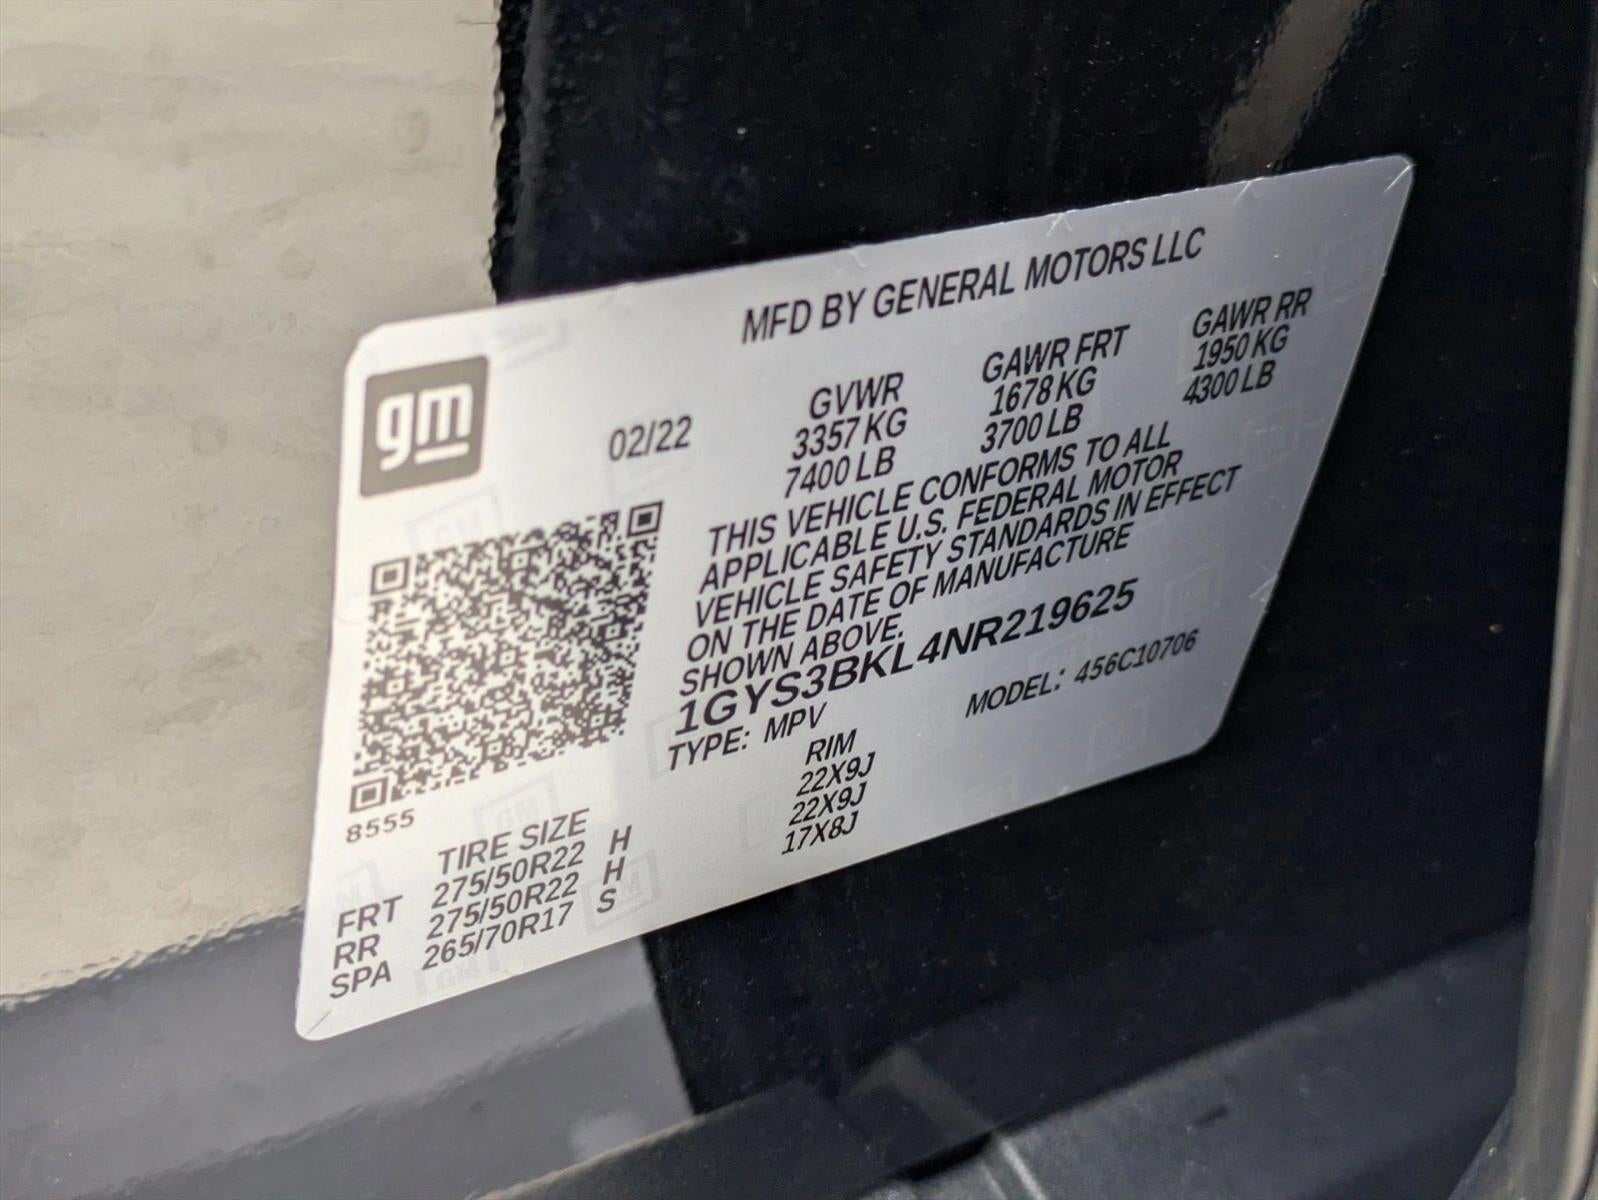 MFD BY GENERAL MOTORS LLC
gm
02/22
GVWR GAWR FRT GAWR RR
3357 KG 1678 KG 1950 KG
7400 LB 3700 LB 4300 LB
THIS VEHICLE CONFORMS TO ALL
APPLICABLE U.S. FEDERAL MOTOR
VEHICLE SAFETY STANDARDS IN EFFECT
ON THE DATE OF MANUFACTURE
SHOWN ABOVE.
1GYS3BKL4NR219625
TYPE: MPV MODEL: 456C10706
8555
TIRE SIZE RIM
FRT 275/50R22 H 22X9J
RR 275/50R22 H 22X9J
SPA 265/70R17 S 17X8J